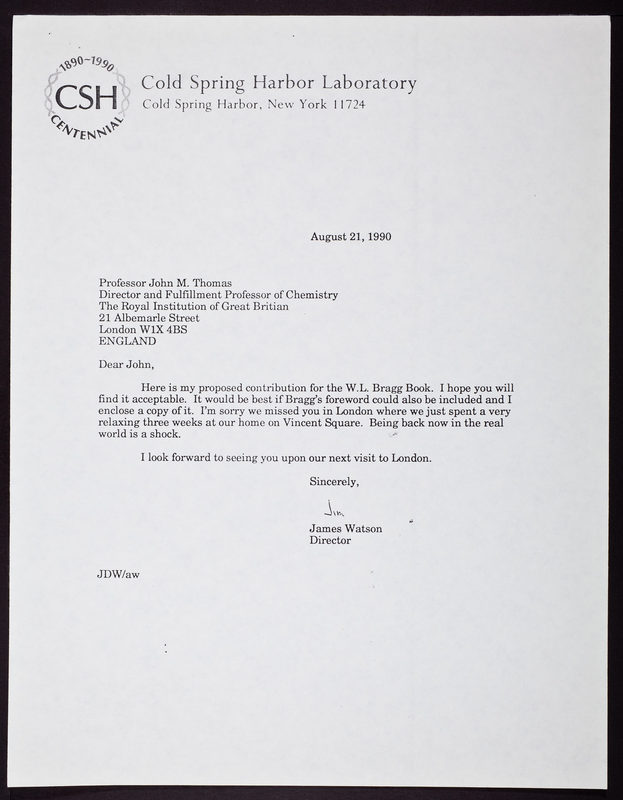 1890-1990
CSH
CENTENNIAL
Cold Spring Harbor Laboratory
Cold Spring Harbor, New York 11724
August 21, 1990
Professor John M. Thomas
Director and Fulfillment Professor of Chemistry
The Royal Institution of Great Britian
21 Albemarle Street
London W1X 4BS
ENGLAND
Dear John,
Here is my proposed contribution for the W.L. Bragg Book. I hope you will
find it acceptable. It would be best if Bragg's foreword could also be included and I
enclose a copy of it. I'm sorry we missed you in London where we just spent a very
relaxing three weeks at our home on Vincent Square. Being back now in the real
world is a shock.
I look forward to seeing you upon our next visit to London.
Sincerely,
Jim
James Watson
Director
JDW/aw